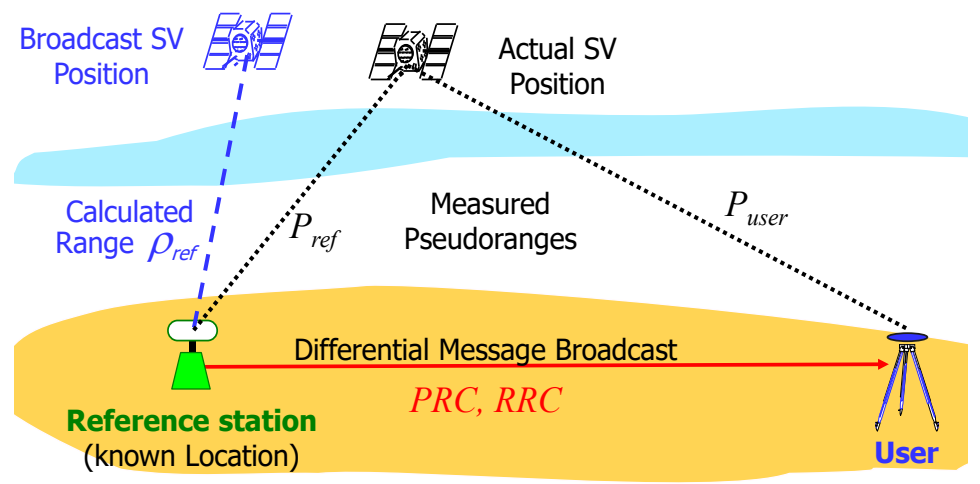 Broadcast SV
Position
Actual SV
Position
Calculated
Range ρref
Pref
Measured
Pseudoranges
Puser
Differential Message Broadcast
PRC, RRC
Reference station
(known Location)
User